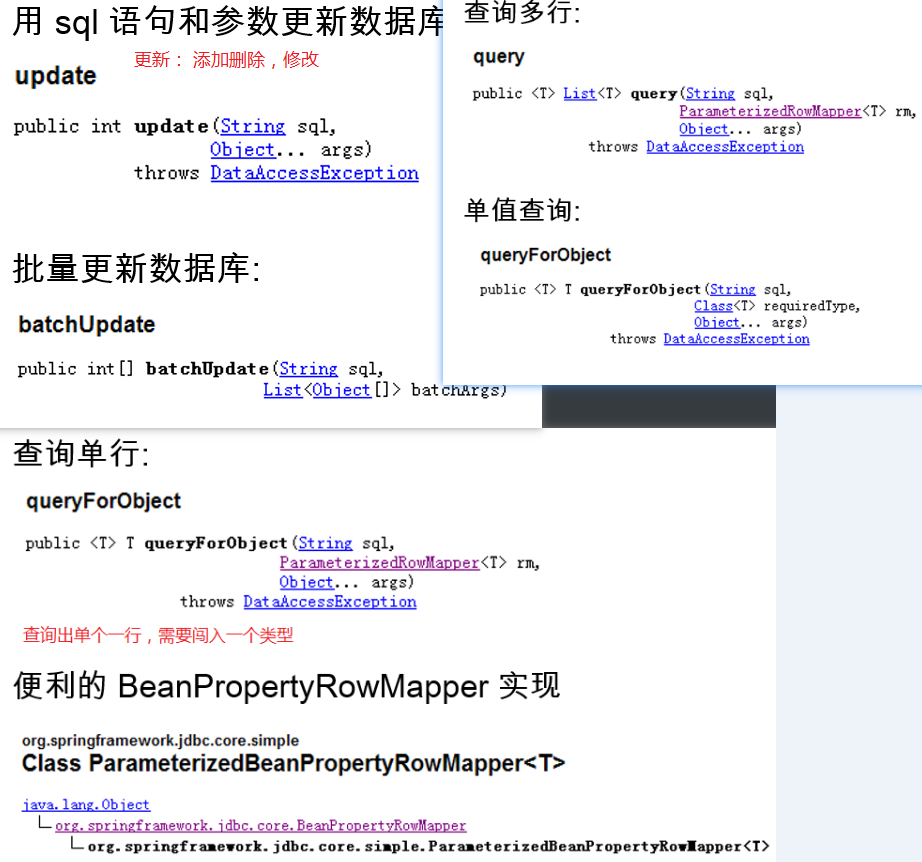 用 sql 语句和参数更新数据库
更新： 添加删除，修改
update
public int update(String sql,
Object... args)
throws DataAccessException
批量更新数据库:
batchUpdate
public int[] batchUpdate(String sql,
List<Object[]> batchArgs)
查询多行:
query
public <T> List<T> query(String sql,
ParameterizedRowMapper<T> rm,
Object... args)
throws DataAccessException
单值查询:
queryForObject
public <T> T queryForObject(String sql,
Class<T> requiredType,
Object... args)
throws DataAccessException
查询单行:
queryForObject
public <T> T queryForObject(String sql,
ParameterizedRowMapper<T> rm,
Object... args)
throws DataAccessException
查询出单个一行，需要闯入一个类型
便利的 BeanPropertyRowMapper 实现
org.springframework.jdbc.core.simple
Class ParameterizedBeanPropertyRowMapper<T>
java.lang.Object
org.springframework.jdbc.core.BeanPropertyRowMapper
org.springframework.jdbc.core.simple.ParameterizedBeanPropertyRowMapper<T>